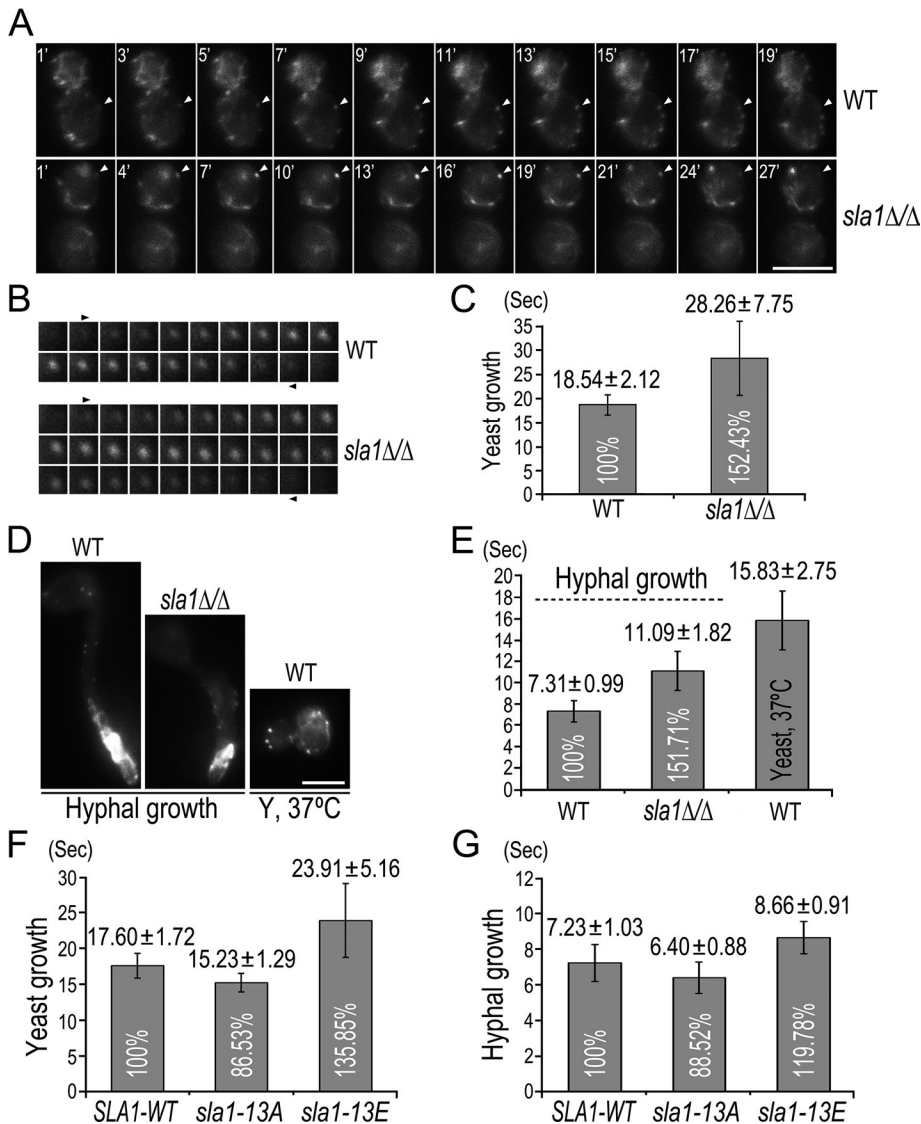 A
1’ 3’ 5’ 7’ 9’ 11’ 13’ 15’ 17’ 19’
WT
1’ 4’ 7’ 10’ 13’ 16’ 19’ 21’ 24’ 27’
sla1Δ/Δ
B
WT
sla1Δ/Δ
C
(Sec)
Yeast growth
35
30
25
20
15
10
5
0
18.54±2.12
28.26±7.75
100%
152.43%
WT
sla1Δ/Δ
D
WT
sla1Δ/Δ
WT
Hyphal growth
Y, 37ºC
E
(Sec)
20
18
16
14
12
10
8
6
4
2
0
Hyphal growth
7.31±0.99
11.09±1.82
15.83±2.75
100%
151.71%
Yeast, 37ºC
WT
sla1Δ/Δ
WT
F
(Sec)
Yeast growth
30
25
20
15
10
5
0
17.60±1.72
15.23±1.29
23.91±5.16
100%
86.53%
135.85%
SLA1-WT
sla1-13A
sla1-13E
G
(Sec)
Hyphal growth
12
10
8
6
4
2
0
7.23±1.03
6.40±0.88
8.66±0.91
100%
88.52%
119.78%
SLA1-WT
sla1-13A
sla1-13E